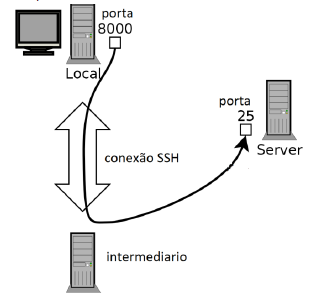 porta
8000
Local
porta
25
Server
conexão SSH
intermediario